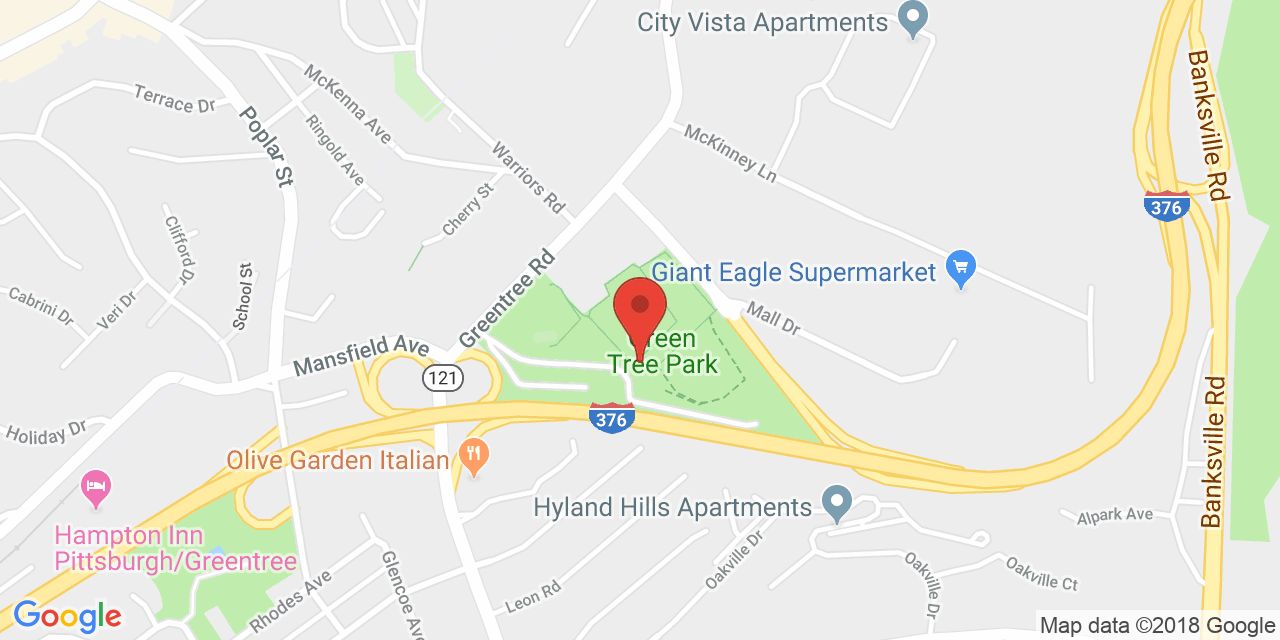 City Vista Apartments
Banksville Rd
McKenna Ave
Terrace Dr
Poplar St
Ringold Ave
Warriors Rd
McKinney Ln
Cherry St
376
Clifford Dr
School St
Veri Dr
Cabrini Dr
Greentree Rd
Giant Eagle Supermarket
Mall Dr
Green
Tree Park
Mansfield Ave
121
376
Banksville Rd
Holiday Dr
Olive Garden Italian
Hyland Hills Apartments
Hampton Inn
Pittsburgh/Greentree
Alpark Ave
Oakville Dr
Oakville Dr
Oakville Ct
Glencoe Ave
Rhodes Ave
Leon Rd
Google
Map data ©2018 Google